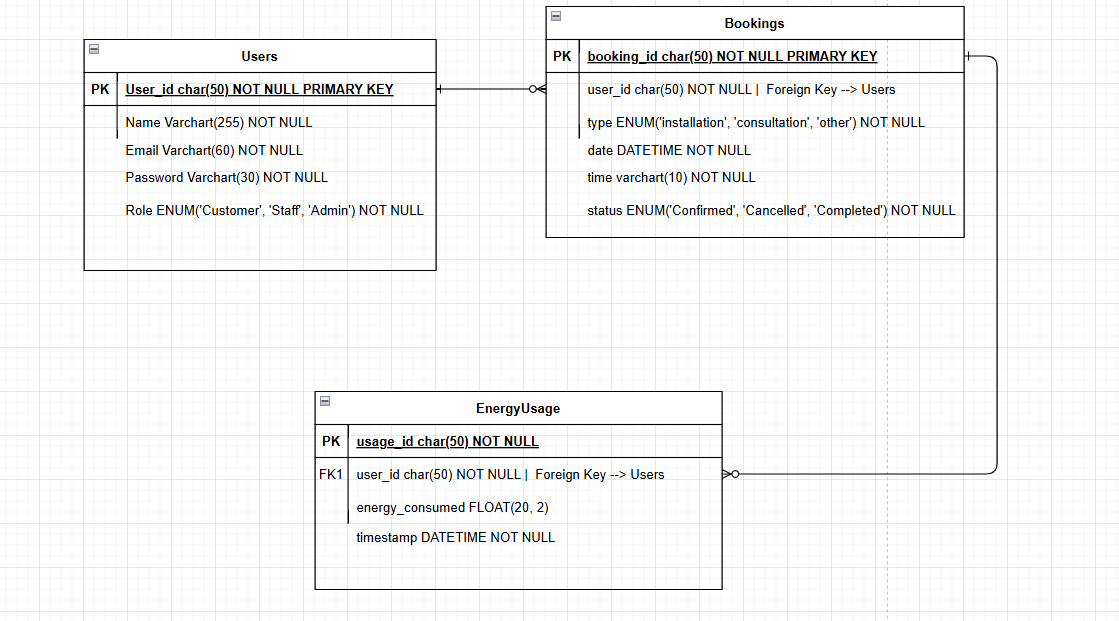 Users
PK User_id char(50) NOT NULL PRIMARY KEY
Name Varchart(255) NOT NULL
Email Varchart(60) NOT NULL
Password Varchart(30) NOT NULL
Role ENUM('Customer', 'Staff', 'Admin') NOT NULL
Bookings
PK booking_id char(50) NOT NULL PRIMARY KEY
user_id char(50) NOT NULL | Foreign Key --> Users
type ENUM('installation', 'consultation', 'other') NOT NULL
date DATETIME NOT NULL
time varchart(10) NOT NULL
status ENUM('Confirmed', 'Cancelled', 'Completed') NOT NULL
EnergyUsage
PK usage_id char(50) NOT NULL
FK1 user_id char(50) NOT NULL | Foreign Key --> Users
energy_consumed FLOAT(20, 2)
timestamp DATETIME NOT NULL